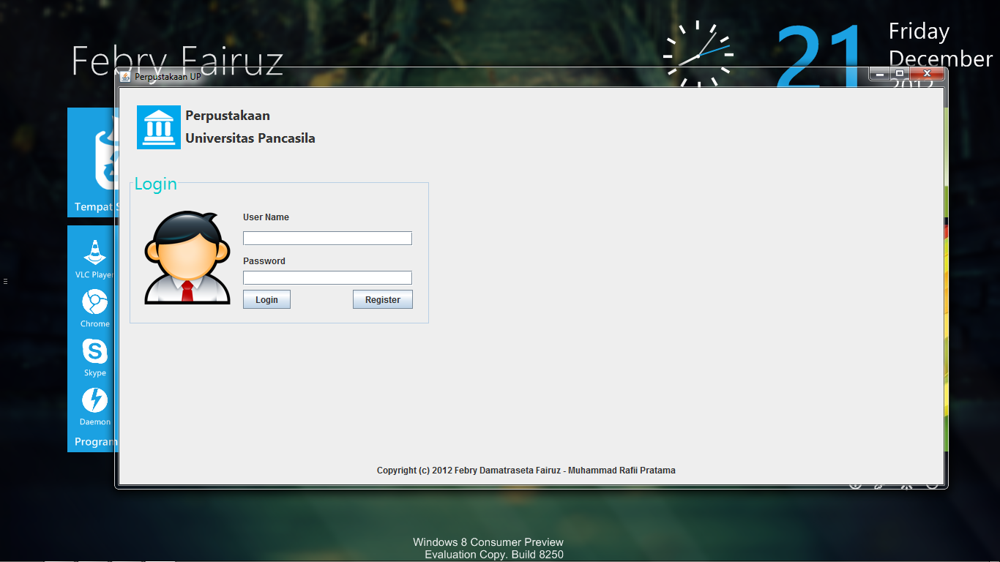 Febry Fairuz
21
Friday
December
2012
Perpustakaan UP
Perpustakaan
Universitas Pancasila
Login
User Name
Password
Login
Register
Copyright (c) 2012 Febry Damatraseta Fairuz - Muhammad Rafii Pratama
Tempat S
VLC Player
Chrome
Skype
Daemon
Program
Windows 8 Consumer Preview
Evaluation Copy. Build 8250